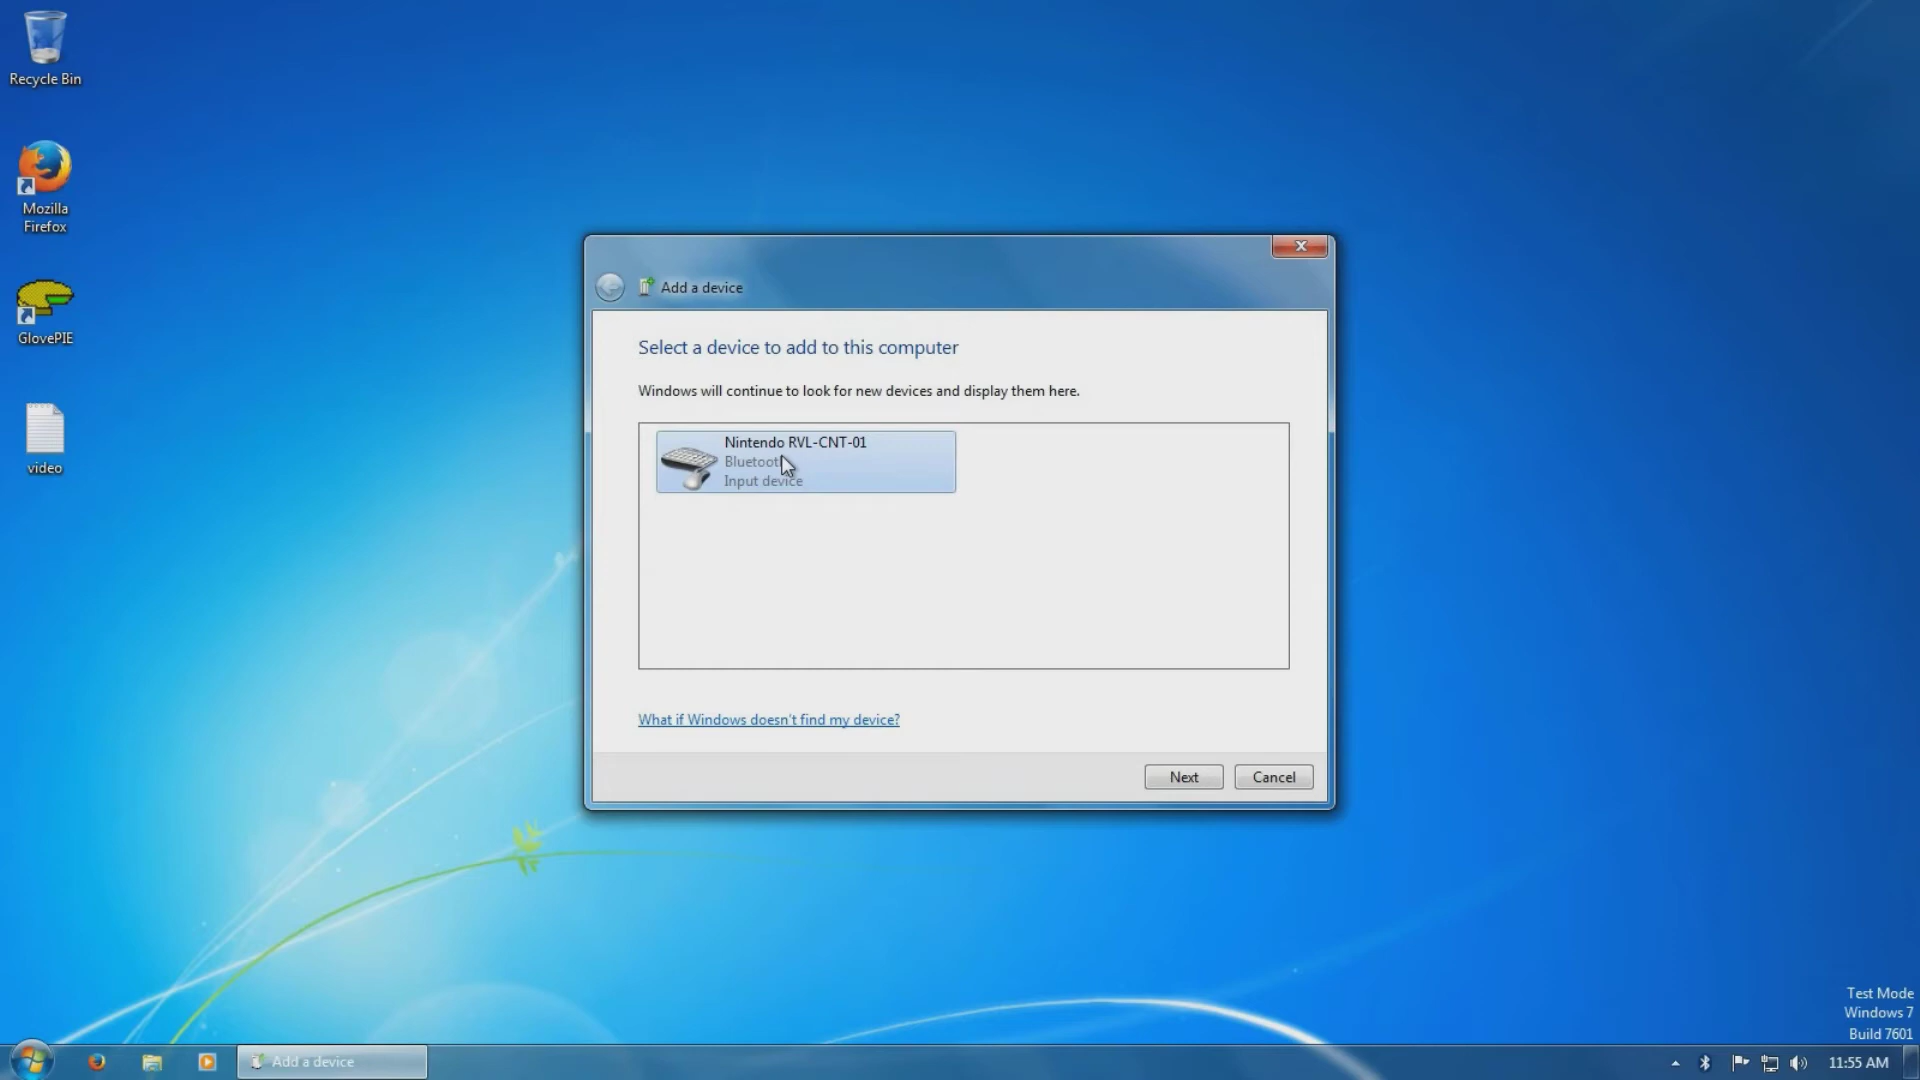 Recycle Bin
Mozilla
Firefox
GlovePIE
video
Add a device
Select a device to add to this computer
Windows will continue to look for new devices and display them here.
Nintendo RVL-CNT-01
Bluetooth
Input device
What if Windows doesn't find my device?
Next
Cancel
Test Mode
Windows 7
Build 7601
Add a device
11:55 AM